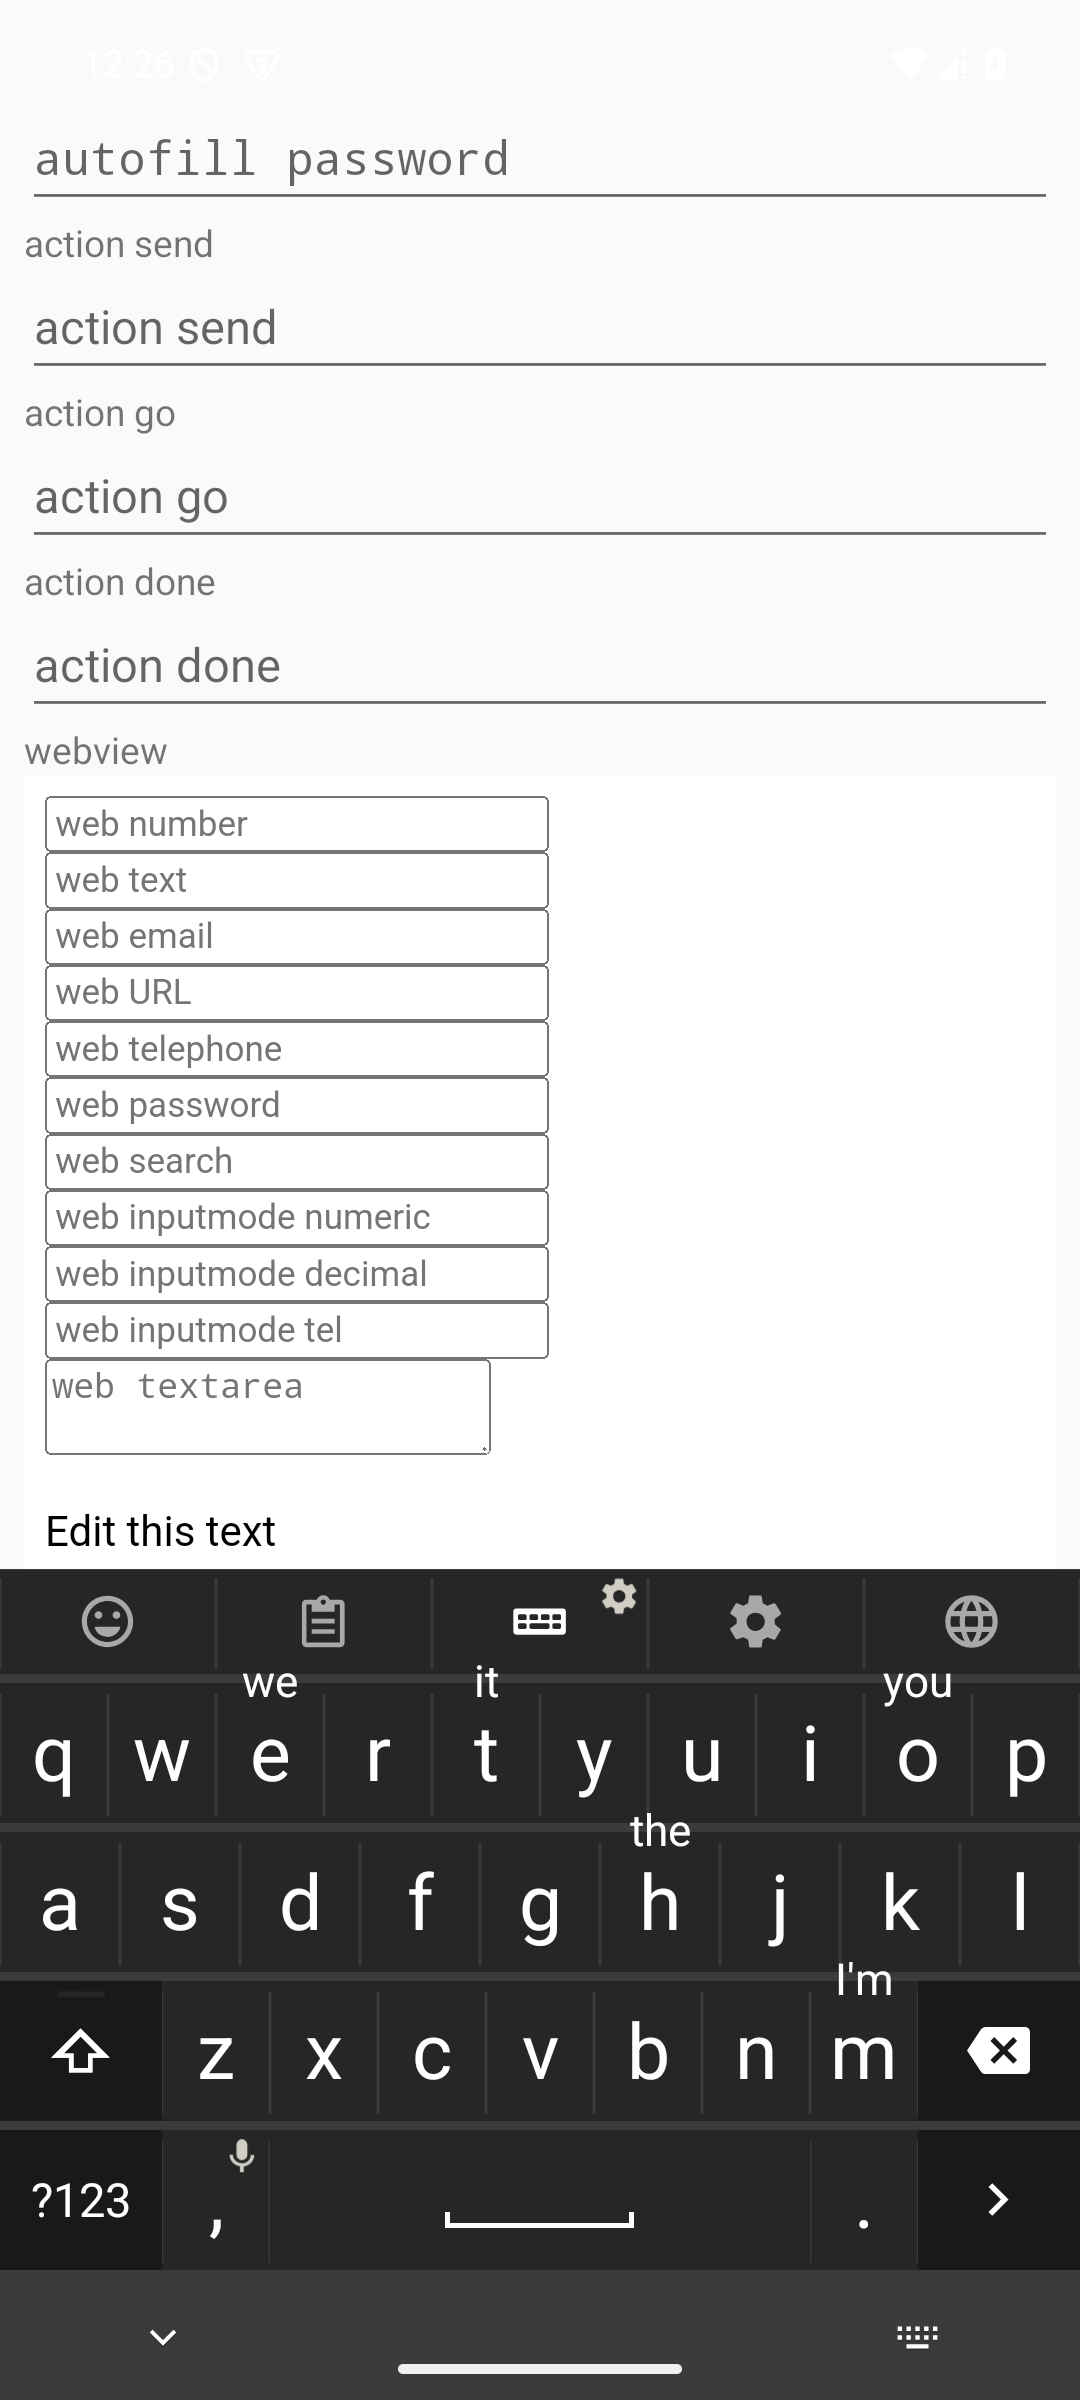 12:26
autofill password
action send
action send
action go
action go
action done
action done
webview
web number
web text
web email
web URL
web telephone
web password
web search
web inputmode numeric
web inputmode decimal
web inputmode tel
web textarea
Edit this text
we it you
q w e r t y u i o p
the
a s d f g h j k l
I'm
z x c v b n m
?123 , .